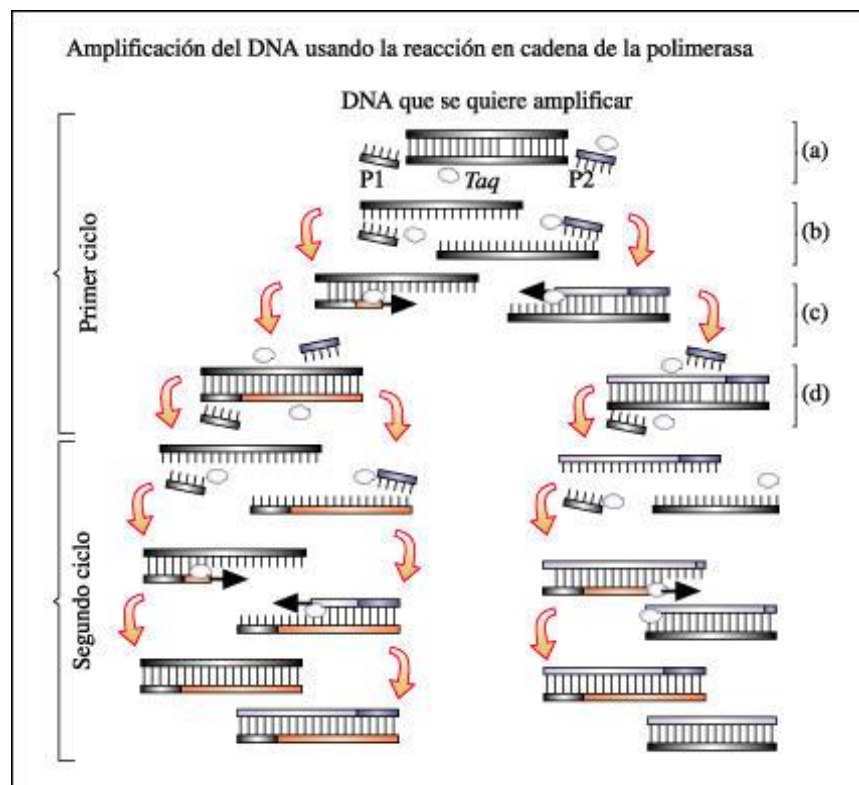 Amplificación del DNA usando la reacción en cadena de la polimerasa
DNA que se quiere amplificar
(a)
P1
Taq
P2
(b)
Primer ciclo
(c)
(d)
Segundo ciclo